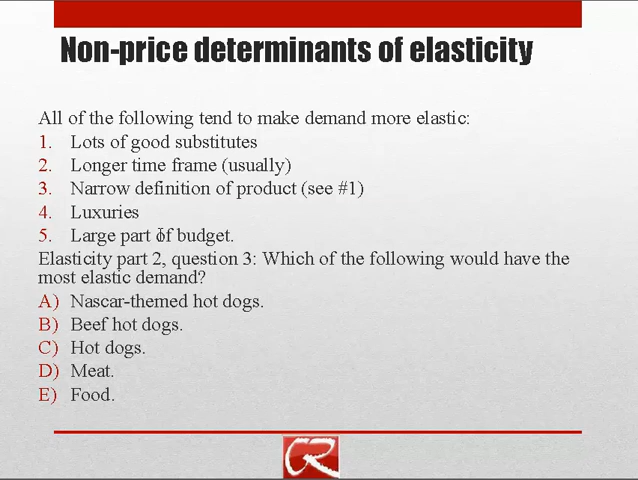 Non-price determinants of elasticity
All of the following tend to make demand more elastic:
1. Lots of good substitutes
2. Longer time frame (usually)
3. Narrow definition of product (see #1)
4. Luxuries
5. Large part of budget.
Elasticity part 2, question 3: Which of the following would have the
most elastic demand?
A) Nascar-themed hot dogs.
B) Beef hot dogs.
C) Hot dogs.
D) Meat.
E) Food.
R